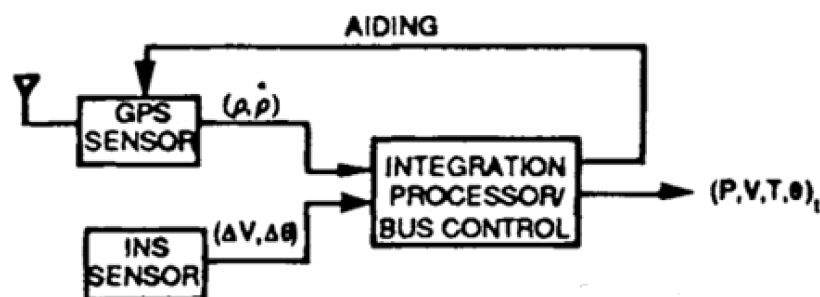 AIDING
GPS
SENSOR
(ρ,ρ̇)
INTEGRATION
PROCESSOR/
BUS CONTROL
(P,V,T,θ)t
INS
SENSOR
(ΔV,Δθ)